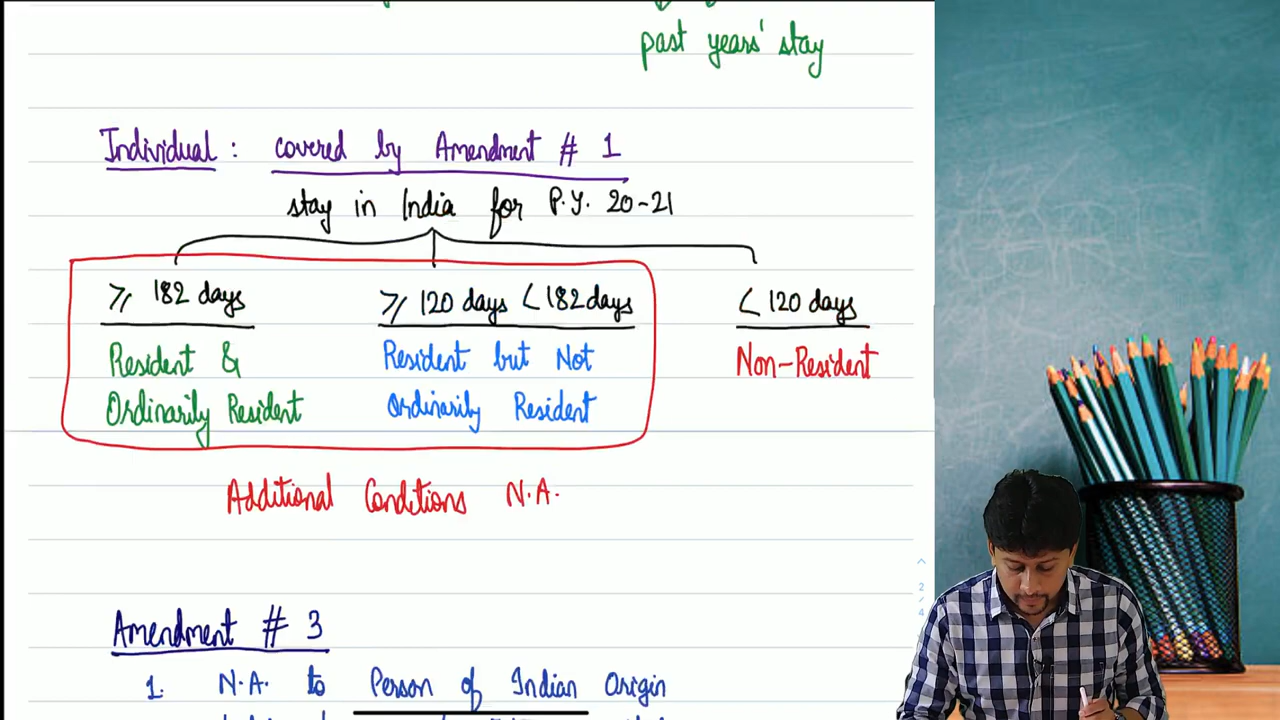 past years' stay
Individual : covered by Amendment # 1
stay in India for P.Y. 20-21
≥ 182 days
≥ 120 days < 182 days
< 120 days
Resident &
Ordinarily Resident
Resident but Not
Ordinarily Resident
Non-Resident
Additional Conditions N.A.
Amendment # 3
1. N.A. to Person of Indian Origin